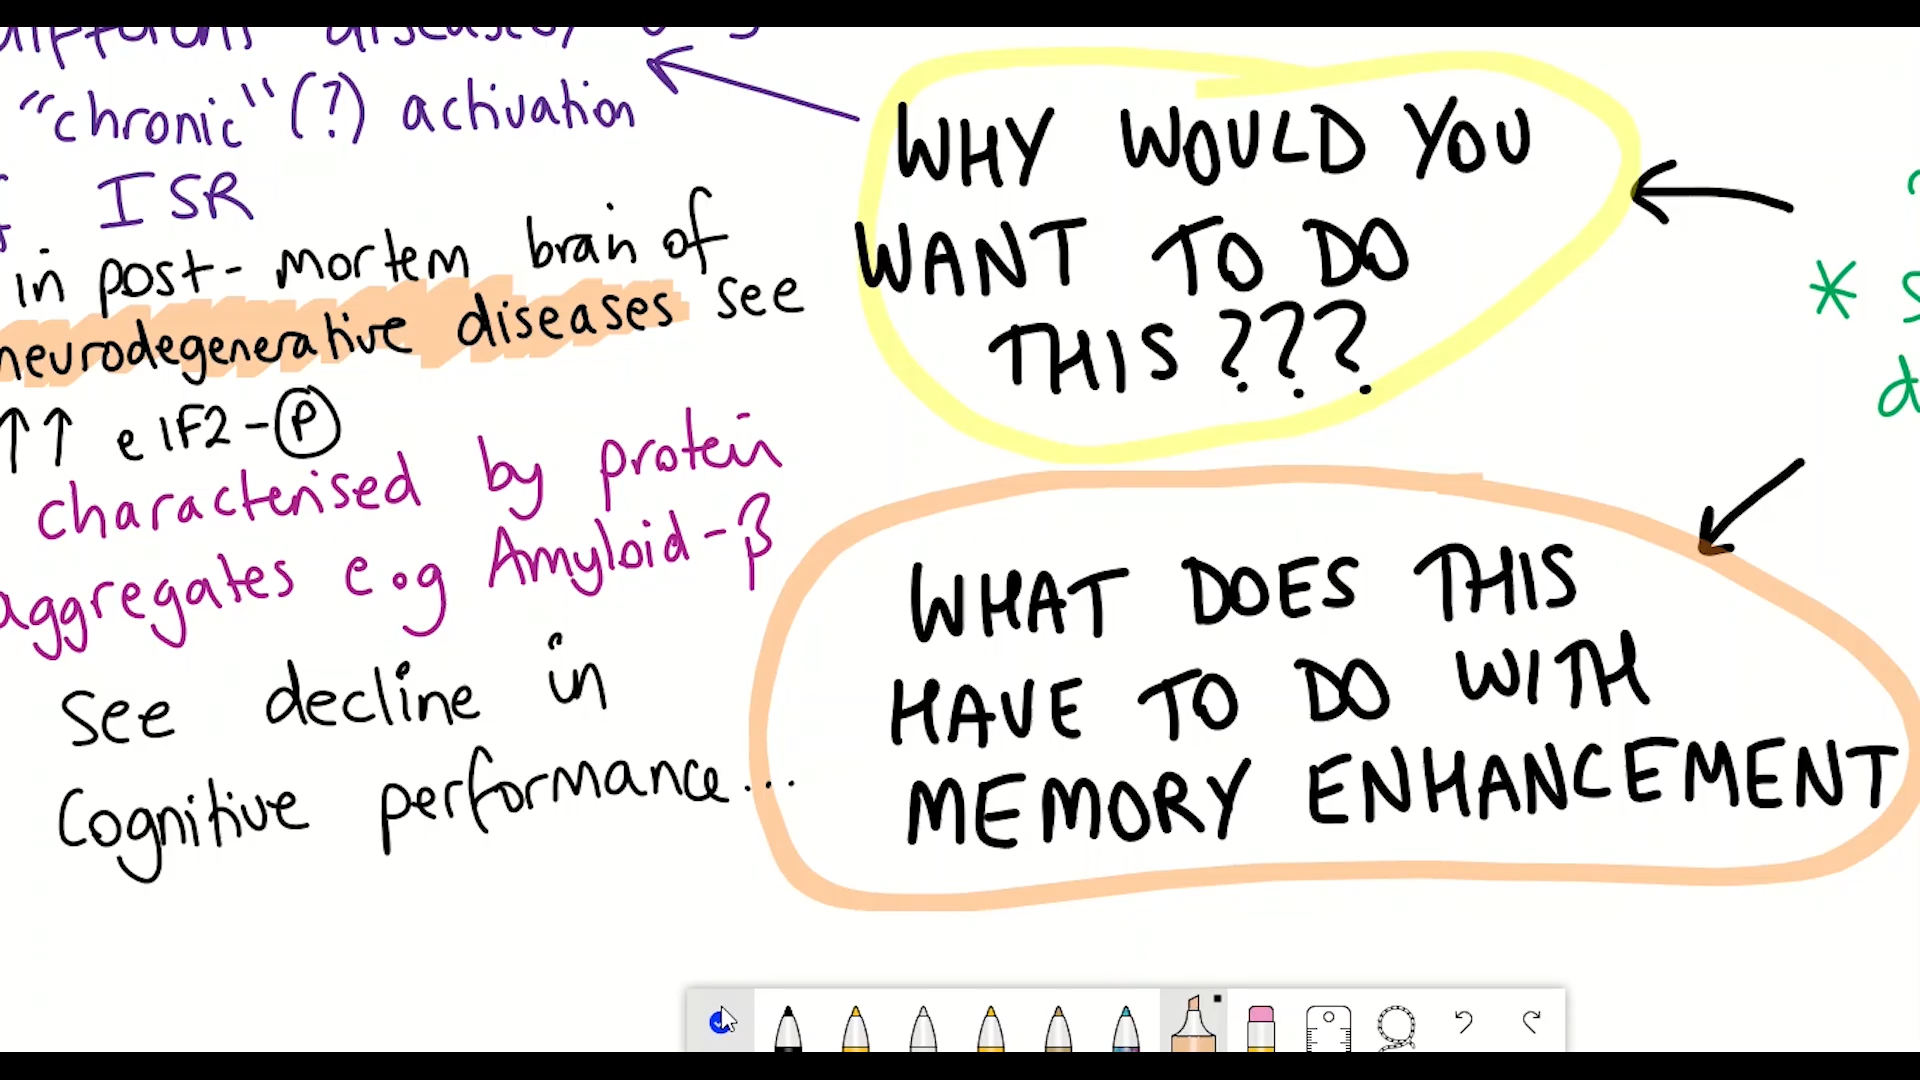 different diseases,
"chronic"(?) activation
ISR
in post-mortem brain of
neurodegenerative diseases see
↑↑ eIF2-P
characterised by protein
aggregates e.g Amyloid-β
See decline in
Cognitive performance...
WHY WOULD YOU
WANT TO DO
THIS???
WHAT DOES THIS
HAVE TO DO WITH
MEMORY ENHANCEMENT